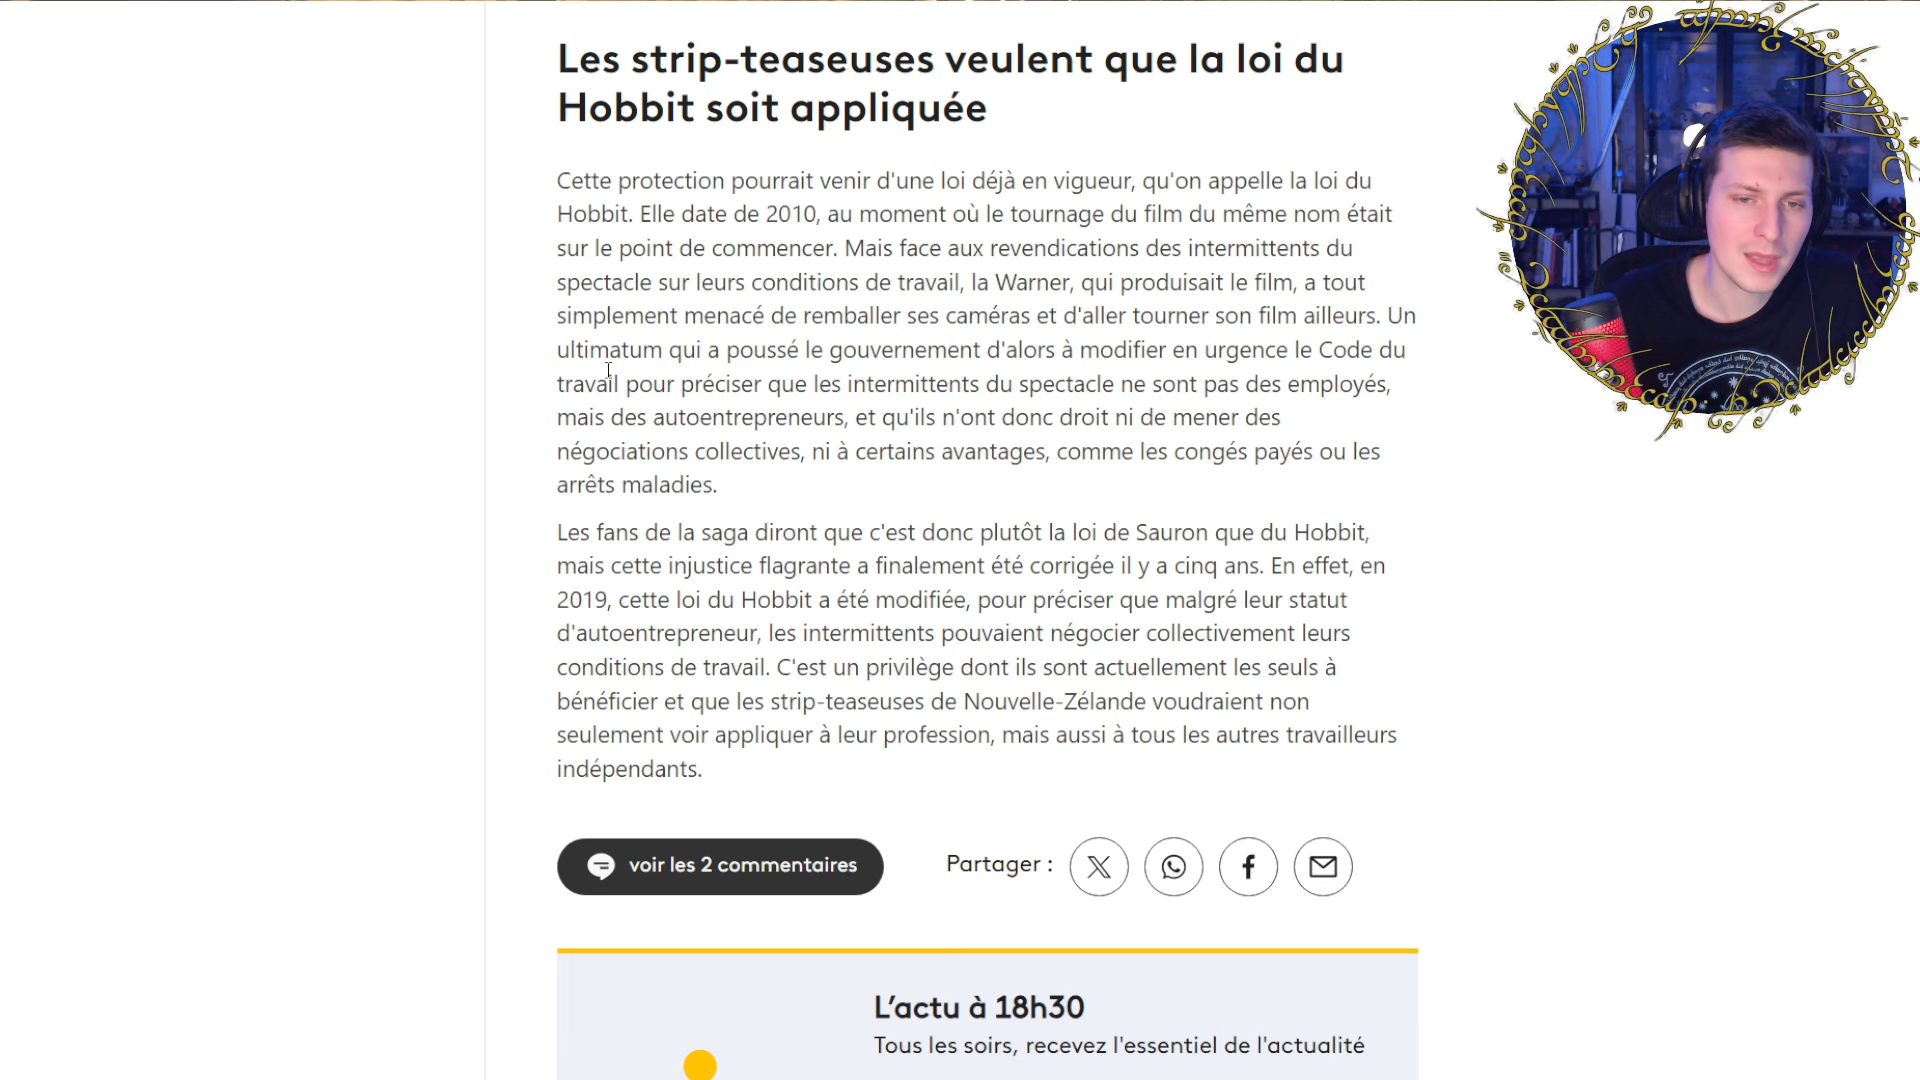 Les strip-teaseuses veulent que la loi du
Hobbit soit appliquée
Cette protection pourrait venir d'une loi déjà en vigueur, qu'on appelle la loi du
Hobbit. Elle date de 2010, au moment où le tournage du film du même nom était
sur le point de commencer. Mais face aux revendications des intermittents du
spectacle sur leurs conditions de travail, la Warner, qui produisait le film, a tout
simplement menacé de remballer ses caméras et d'aller tourner son film ailleurs. Un
ultimatum qui a poussé le gouvernement d'alors à modifier en urgence le Code du
travail pour préciser que les intermittents du spectacle ne sont pas des employés,
mais des autoentrepreneurs, et qu'ils n'ont donc droit ni de mener des
négociations collectives, ni à certains avantages, comme les congés payés ou les
arrêts maladies.
Les fans de la saga diront que c'est donc plutôt la loi de Sauron que du Hobbit,
mais cette injustice flagrante a finalement été corrigée il y a cinq ans. En effet, en
2019, cette loi du Hobbit a été modifiée, pour préciser que malgré leur statut
d'autoentrepreneur, les intermittents pouvaient négocier collectivement leurs
conditions de travail. C'est un privilège dont ils sont actuellement les seuls à
bénéficier et que les strip-teaseuses de Nouvelle-Zélande voudraient non
seulement voir appliquer à leur profession, mais aussi à tous les autres travailleurs
indépendants.
voir les 2 commentaires
Partager :
L'actu à 18h30
Tous les soirs, recevez l'essentiel de l'actualité